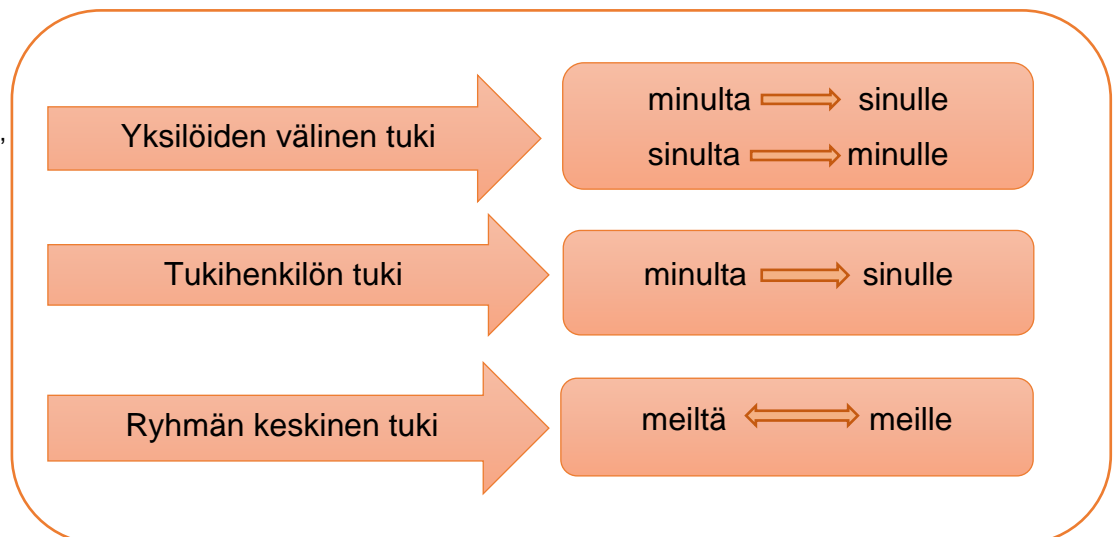 ,
Yksilöiden välinen tuki
minulta sinulle
sinulta minulle
Tukihenkilön tuki
minulta sinulle
Ryhmän keskinen tuki
meiltä meille